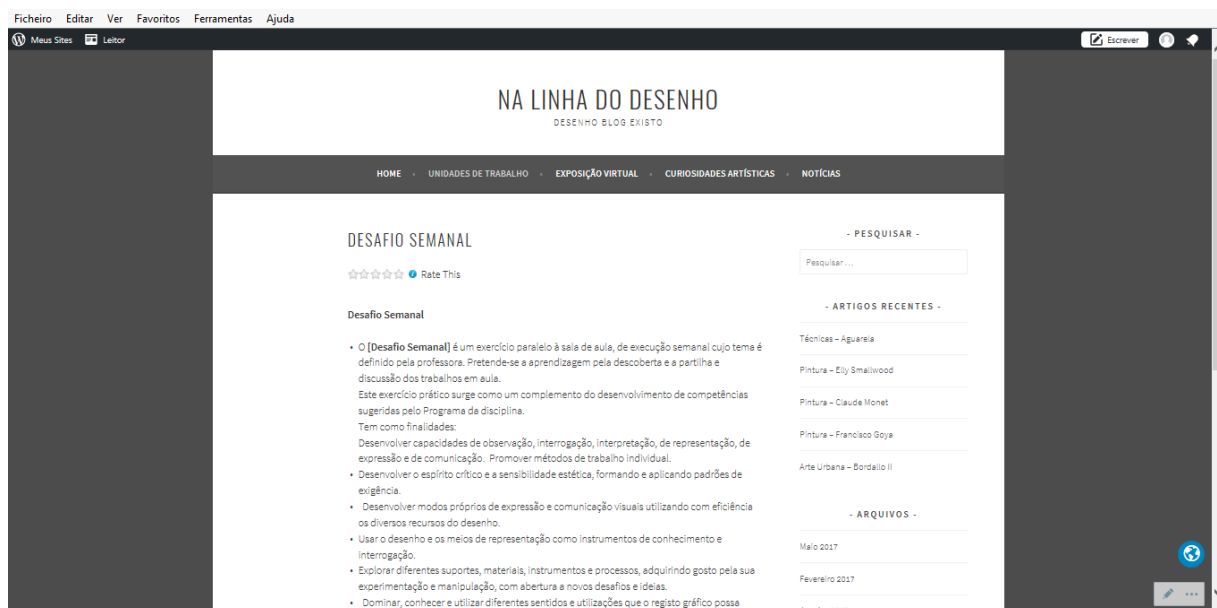 Ficheiro Editar Ver Favoritos Ferramentas Ajuda
Meus Sites Leitor Escrever
NA LINHA DO DESENHO
DESENHO BLOG EXISTO
HOME UNIDADES DE TRABALHO EXPOSIÇÃO VIRTUAL CURIOSIDADES ARTÍSTICAS NOTÍCIAS
DESAFIO SEMANAL
Rate This
Desafio Semanal
• O [Desafio Semanal] é um exercício paralelo à sala de aula, de execução semanal cujo tema é
definido pela professora. Pretende-se a aprendizagem pela descoberta e a partilha e
discussão dos trabalhos em aula.
Este exercício prático surge como um complemento do desenvolvimento de competências
sugeridas pelo Programa da disciplina.
Tem como finalidades:
Desenvolver capacidades de observação, interrogação, interpretação, de representação, de
expressão e de comunicação. Promover métodos de trabalho individual.
• Desenvolver o espírito crítico e a sensibilidade estética, formando e aplicando padrões de
exigência.
• Desenvolver modos próprios de expressão e comunicação visuais utilizando com eficiência
os diversos recursos do desenho.
• Usar o desenho e os meios de representação como instrumentos de conhecimento e
interrogação.
• Explorar diferentes suportes, materiais, instrumentos e processos, adquirindo gosto pela sua
experimentação e manipulação, com abertura a novos desafios e ideias.
• Dominar, conhecer e utilizar diferentes sentidos e utilizações que o registo gráfico possa
- PESQUISAR -
Pesquisar ...
- ARTIGOS RECENTES -
Técnicas – Aguarela
Pintura – Elly Smallwood
Pintura – Claude Monet
Pintura – Francisco Goya
Arte Urbana – Bordallo II
- ARQUIVOS -
Maio 2017
Fevereiro 2017